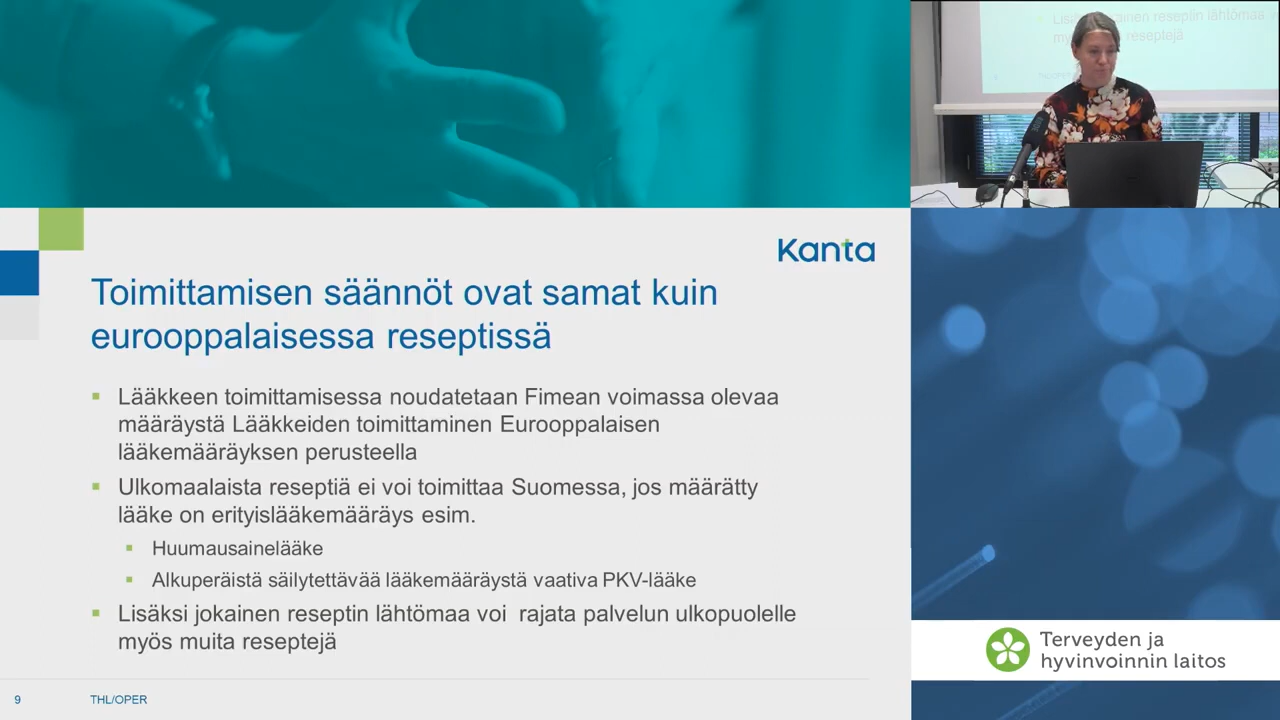 Kanta
Toimittamisen säännöt ovat samat kuin
eurooppalaisessa reseptissä
▪ Lääkkeen toimittamisessa noudatetaan Fimean voimassa olevaa
määräystä Lääkkeiden toimittaminen Eurooppalaisen
lääkemääräyksen perusteella
▪ Ulkomaalaista reseptiä ei voi toimittaa Suomessa, jos määrätty
lääke on erityislääkemääräys esim.
▪ Huumausainelääke
▪ Alkuperäistä säilytettävää lääkemääräystä vaativa PKV-lääke
▪ Lisäksi jokainen reseptin lähtömaa voi rajata palvelun ulkopuolelle
myös muita reseptejä
9 THL/OPER
reseptin lähtömaa
reseptejä
Terveyden ja
hyvinvoinnin laitos